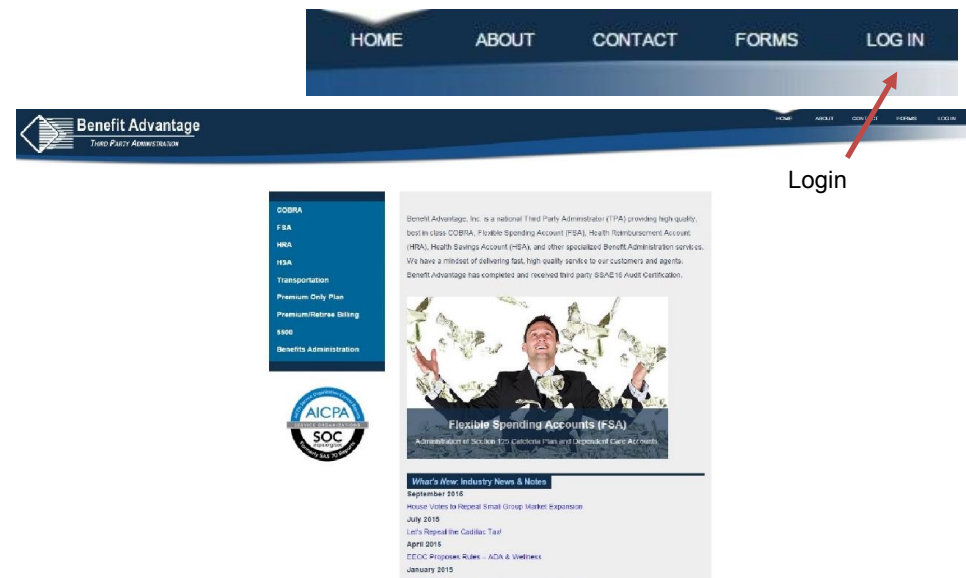 HOME ABOUT CONTACT FORMS LOG IN
Benefit Advantage
THIRD PARTY ADMINISTRATION
HOME ABOUT CONTACT FORMS LOG IN
Login
COBRA
FSA
HRA
HSA
Transportation
Premium Only Plan
Premium/Retiree Billing
5500
Benefits Administration
Benefit Advantage, Inc. is a national Third Party Administrator (TPA) providing high quality,
best in class COBRA, Flexible Spending Account (FSA), Health Reimbursement Account
(HRA), Health Savings Account (HSA), and other specialized Benefit Administration services.
We have a mindset of delivering fast, high quality service to our customers and agents.
Benefit Advantage has completed and received third party SSAE16 Audit Certification.
Flexible Spending Accounts (FSA)
Administration of Section 125 Cafeteria Plan and Dependent Care Accounts
AICPA
SERVICE ORGANIZATIONS
SOC
Formerly SAS 70 Reports
What's New: Industry News & Notes
September 2015
House Votes to Repeal Small Group Market Expansion
July 2015
Let's Repeal the Cadillac Tax!
April 2015
EEOC Proposes Rules – ADA & Wellness
January 2015